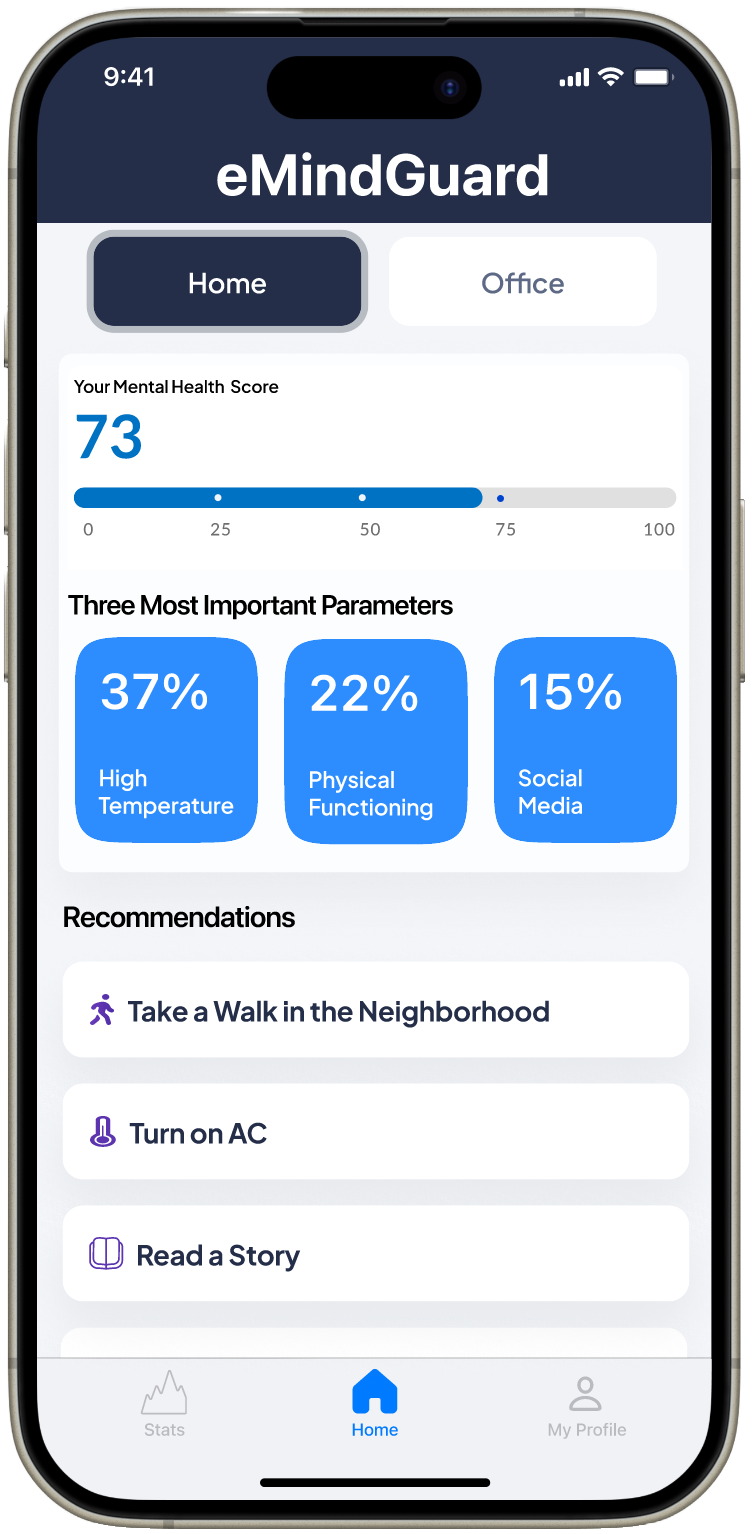 9:41
eMindGuard
Home
Office
Your Mental Health Score
73
0 25 50 75 100
Three Most Important Parameters
37% 22% 15%
High Physical Social
Temperature Functioning Media
Recommendations
Take a Walk in the Neighborhood
Turn on AC
Read a Story
Stats Home My Profile